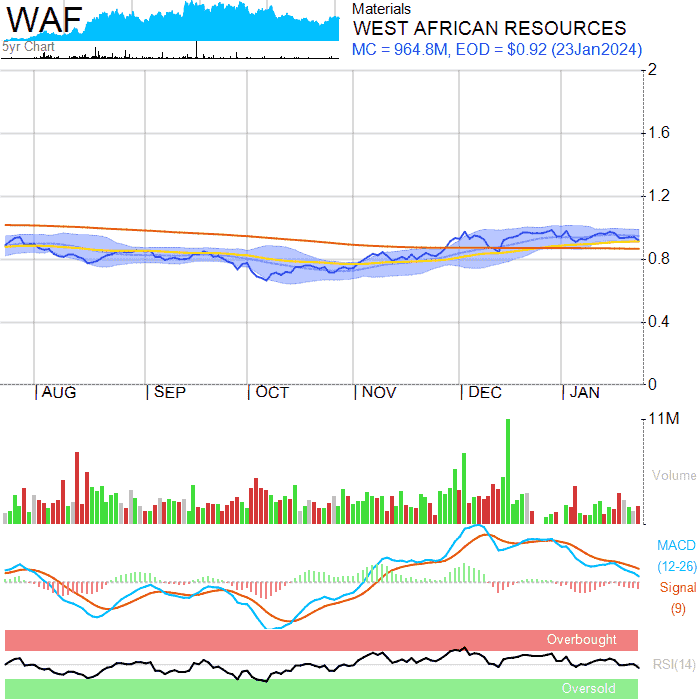 WAF
5yr Chart
Materials
WEST AFRICAN RESOURCES
MC = 964.8M, EOD = $0.92 (23Jan2024)
2
1.6
1.2
0.8
0.4
0
AUG SEP OCT NOV DEC JAN
11M
Volume
MACD
(12-26)
Signal
(9)
Overbought
RSI(14)
Oversold